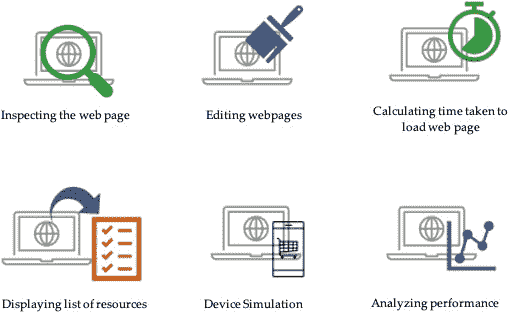 Inspecting the web page
Editing webpages
Calculating time taken to
load web page
Displaying list of resources
Device Simulation
Analyzing performance